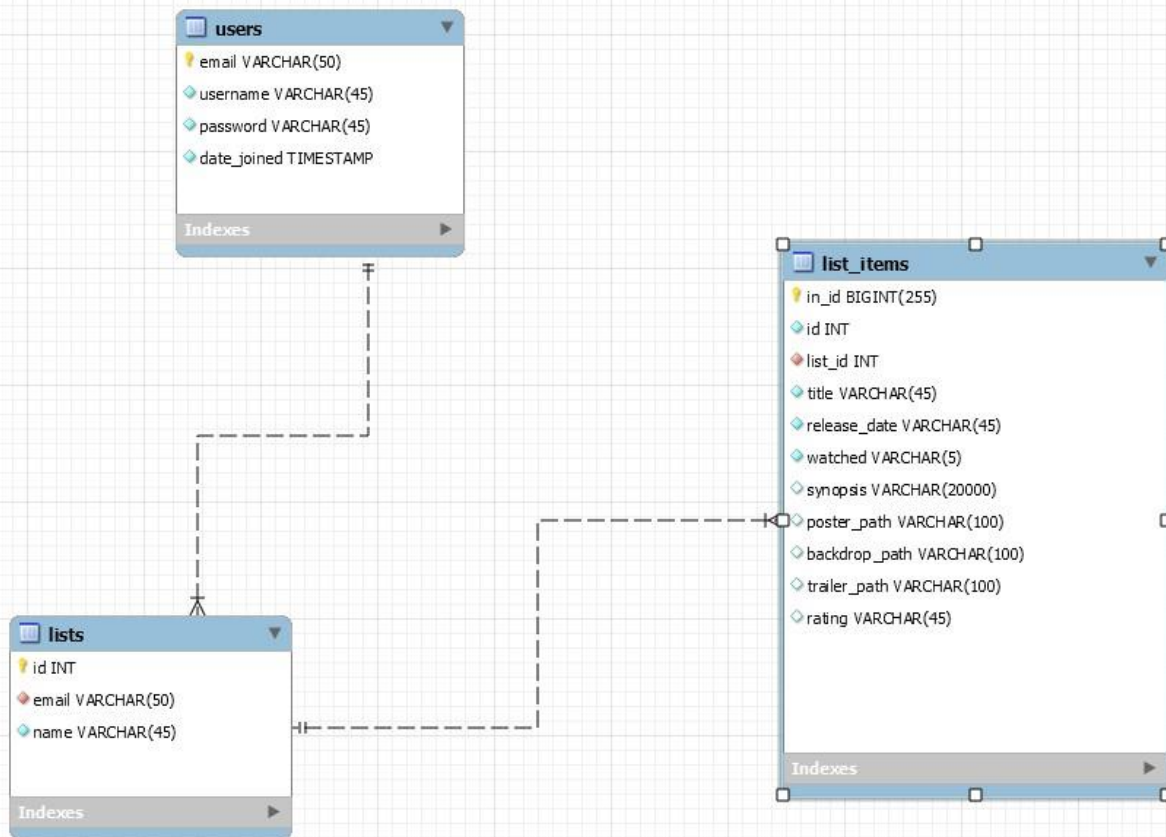 users
email VARCHAR(50)
username VARCHAR(45)
password VARCHAR(45)
date_joined TIMESTAMP
Indexes
list_items
in_id BIGINT(255)
id INT
list_id INT
title VARCHAR(45)
release_date VARCHAR(45)
watched VARCHAR(5)
synopsis VARCHAR(20000)
poster_path VARCHAR(100)
backdrop_path VARCHAR(100)
trailer_path VARCHAR(100)
rating VARCHAR(45)
Indexes
lists
id INT
email VARCHAR(50)
name VARCHAR(45)
Indexes